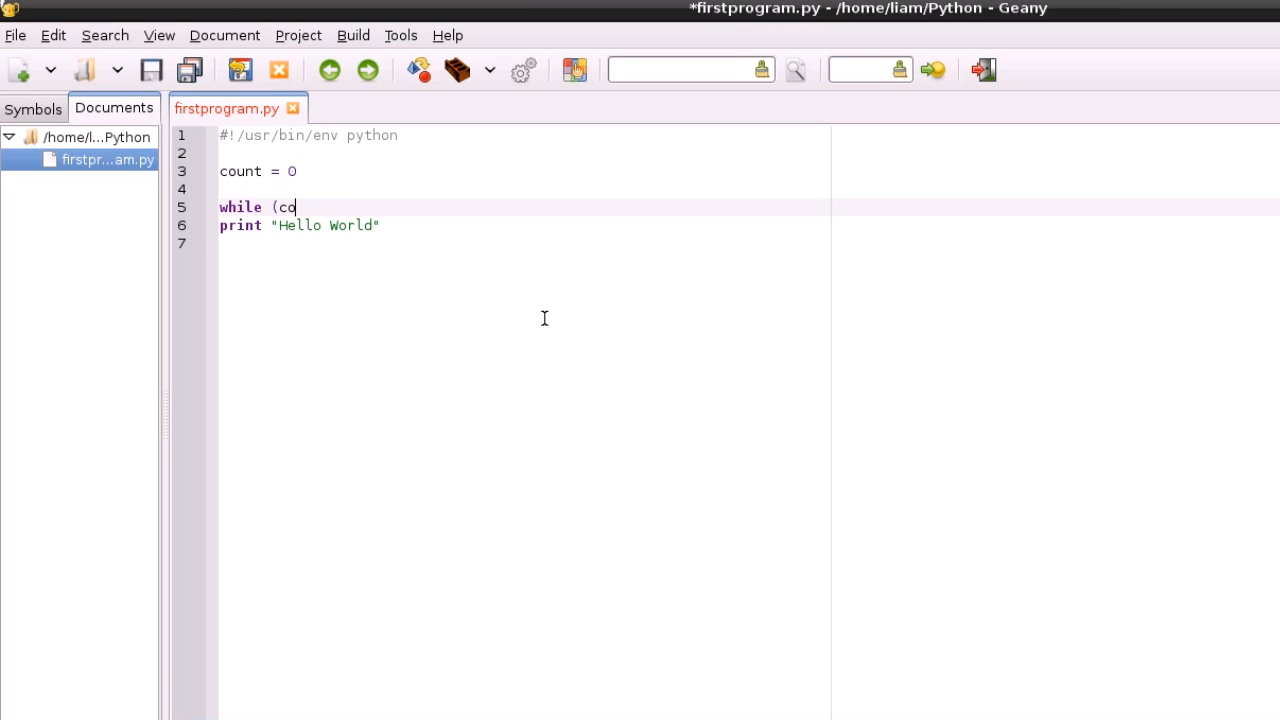 *firstprogram.py - /home/liam/Python - Geany
File Edit Search View Document Project Build Tools Help
Symbols Documents firstprogram.py
/home/l...Python
firstpr...am.py
1 #!/usr/bin/env python
2
3 count = 0
4
5 while (co
6 print "Hello World"
7